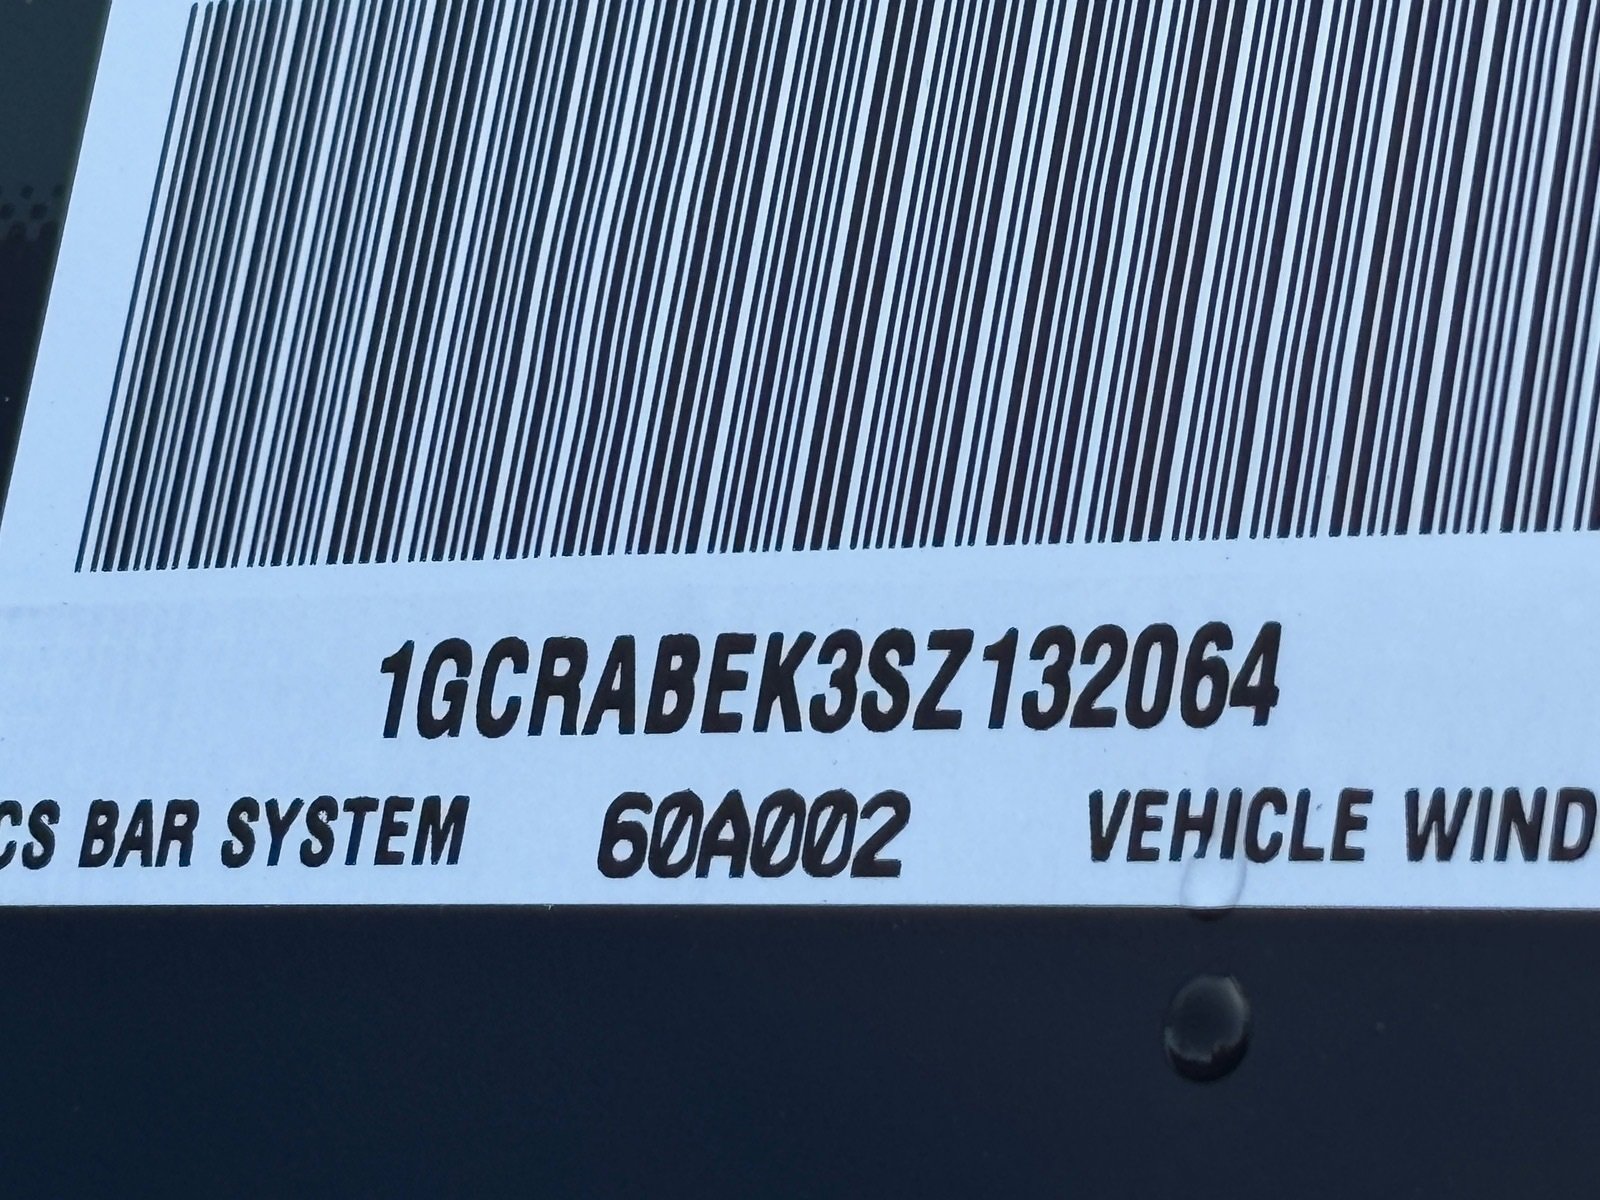 1GCRABEK3SZ132064
CS BAR SYSTEM 60A002 VEHICLE WIND